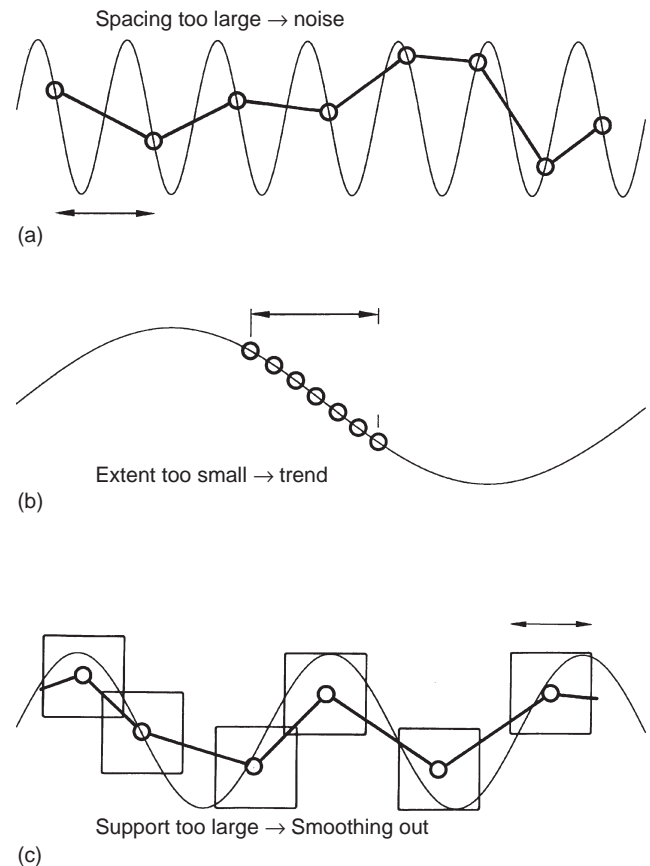 Spacing too large → noise
(a)
Extent too small → trend
(b)
Support too large → Smoothing out
(c)